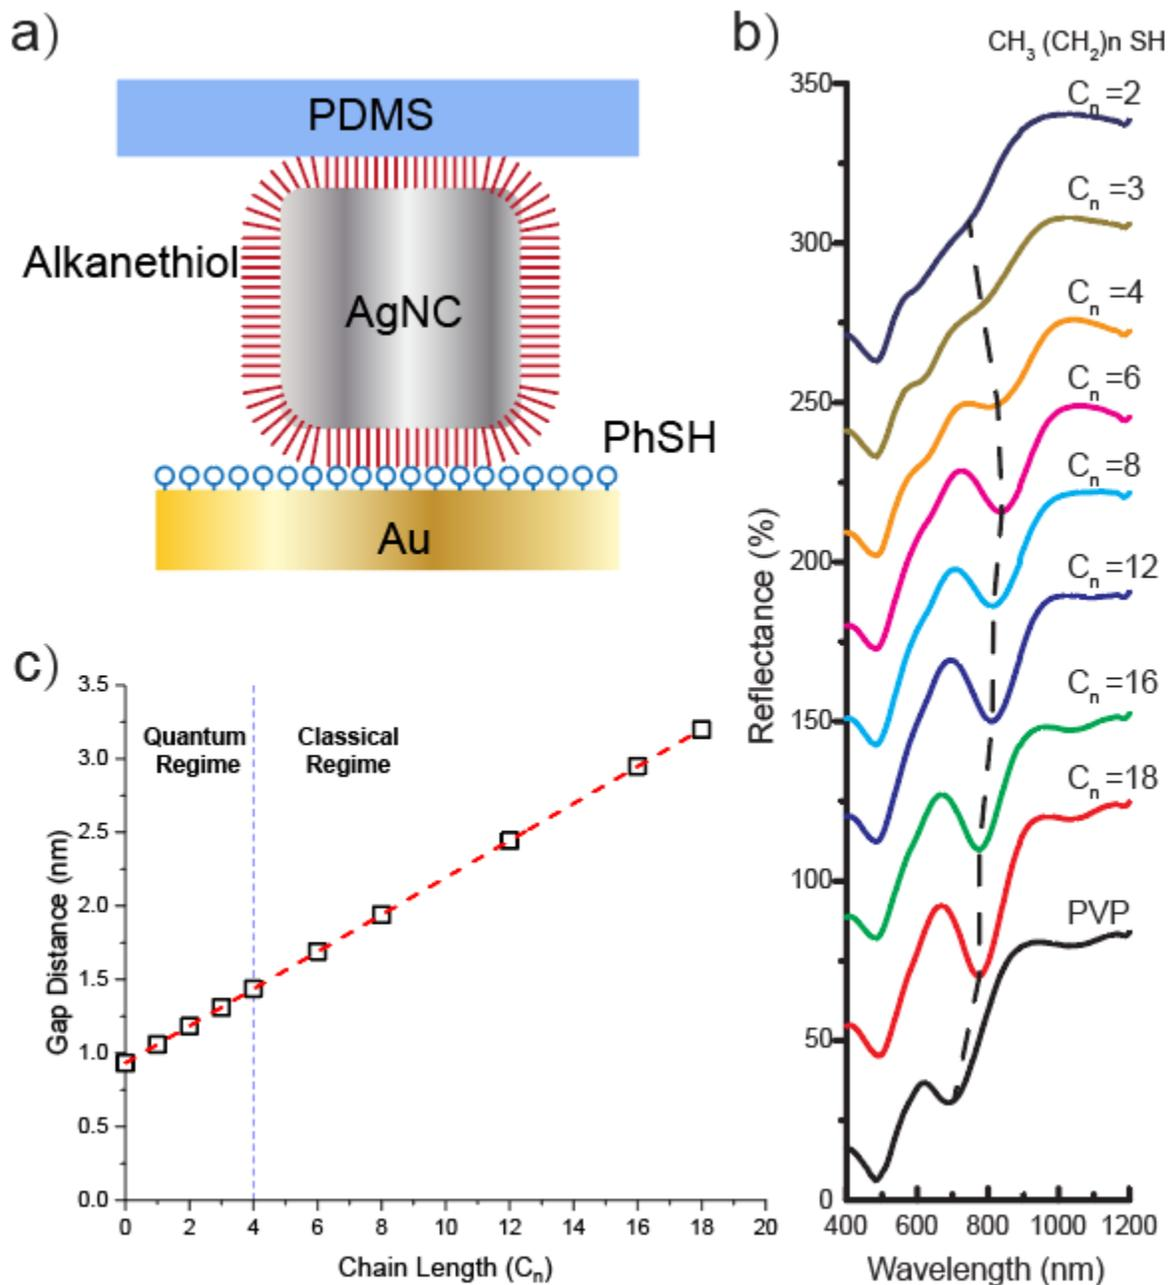 a)
PDMS
Alkanethiol
AgNC
PhSH
Au
b)
CH₃ (CH₂)n SH
350
300
250
200
150
100
50
0
Reflectance (%)
Cₙ =2
Cₙ =3
Cₙ =4
Cₙ =6
Cₙ =8
Cₙ =12
Cₙ =16
Cₙ =18
PVP
400 600 800 1000 1200
Wavelength (nm)
c)
3.5
3.0
2.5
2.0
1.5
1.0
0.5
0.0
Gap Distance (nm)
Quantum
Regime
Classical
Regime
0 2 4 6 8 10 12 14 16 18 20
Chain Length (Cₙ)